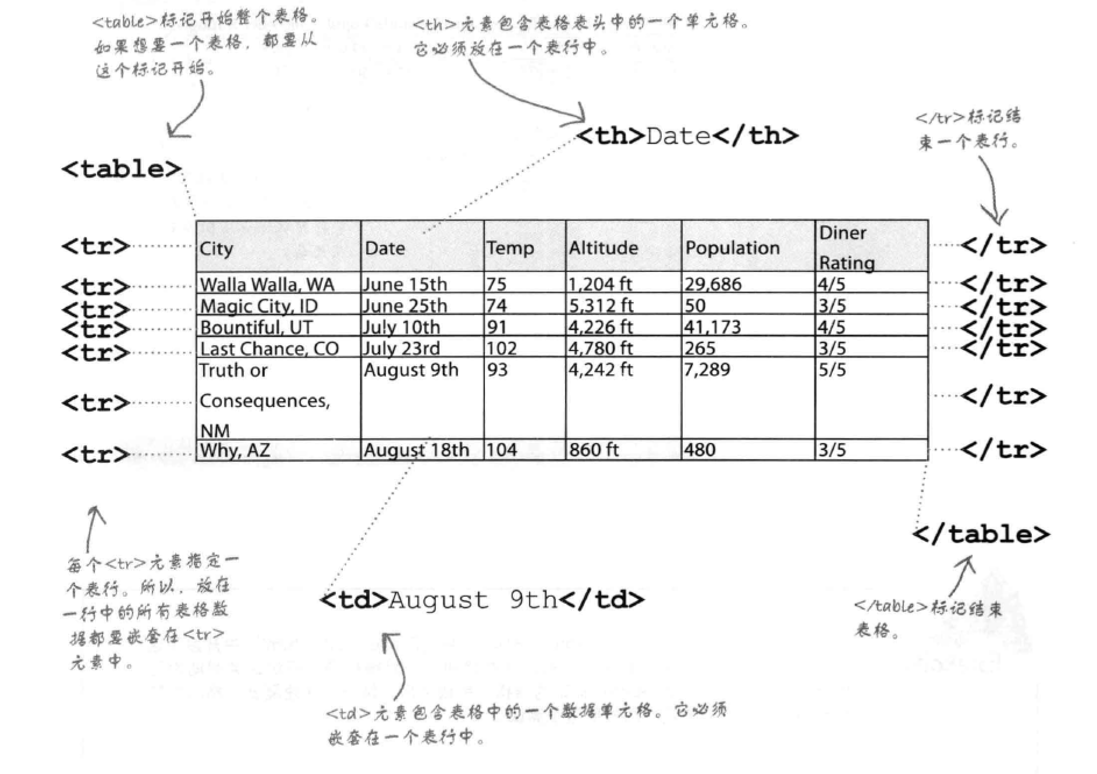 <table>标记开始整个表格。
如果想要一个表格，都要从
这个标记开始。
<th>元素包含表格表头中的一个单元格。
它必须放在一个表行中。
</tr>标记结
束一个表行。
<th>Date</th>
<table>
<tr> City Date Temp Altitude Population Diner Rating </tr>
<tr> Walla Walla, WA June 15th 75 1,204 ft 29,686 4/5 </tr>
<tr> Magic City, ID June 25th 74 5,312 ft 50 3/5 </tr>
<tr> Bountiful, UT July 10th 91 4,226 ft 41,173 4/5 </tr>
<tr> Last Chance, CO July 23rd 102 4,780 ft 265 3/5 </tr>
<tr> Truth or Consequences, NM August 9th 93 4,242 ft 7,289 5/5 </tr>
<tr> Why, AZ August 18th 104 860 ft 480 3/5 </tr>
</table>
每个<tr>元素指定一
个表行。所以，放在
一行中的所有表格数
据都要嵌套在<tr>
元素中。
<td>August 9th</td>
</table>标记结束
表格。
<td>元素包含表格中的一个数据单元格。它必须
嵌套在一个表行中。